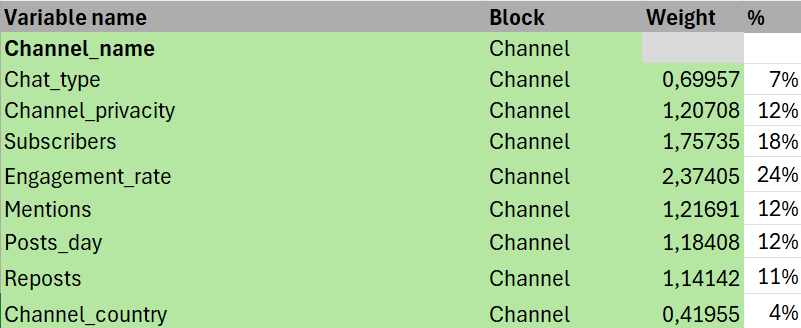 Variable name Block Weight %
Channel_name Channel
Chat_type Channel 0,69957 7%
Channel_privacity Channel 1,20708 12%
Subscribers Channel 1,75735 18%
Engagement_rate Channel 2,37405 24%
Mentions Channel 1,21691 12%
Posts_day Channel 1,18408 12%
Reposts Channel 1,14142 11%
Channel_country Channel 0,41955 4%